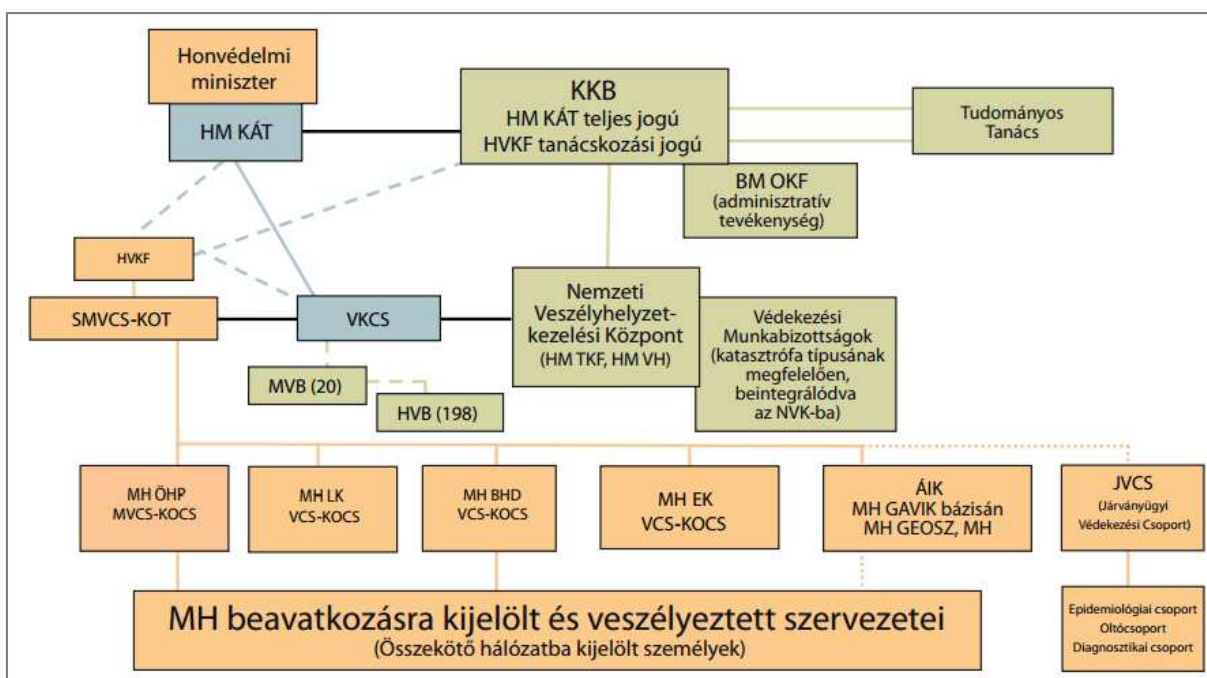 Honvédelmi
miniszter
HM KÁT
KKB
HM KÁT teljes jogú
HVKF tanácskozási jogú
Tudományos
Tanács
BM OKF
(adminisztratív
tevékenység)
HVKF
SMVCS-KOT
VKCS
Nemzeti
Veszélyhelyzet-
kezelési Központ
(HM TKF, HM VH)
Védekezési
Munkabizottságok
(katasztrófa típusának
megfelelően,
beintegrálódva
az NVK-ba)
MVB (20)
HVB (198)
MH ÖHP
MVCS-KOCS
MH LK
VCS-KOCS
MH BHD
VCS-KOCS
MH EK
VCS-KOCS
ÁIK
MH GAVIK bázisán
MH GEOSZ, MH
JVCS
(Járványügyi
Védekezési Csoport)
MH beavatkozásra kijelölt és veszélyeztett szervezetei
(Összekötő hálózatba kijelölt személyek)
Epidemiológiai csoport
Oltócsoport
Diagnosztikai csoport